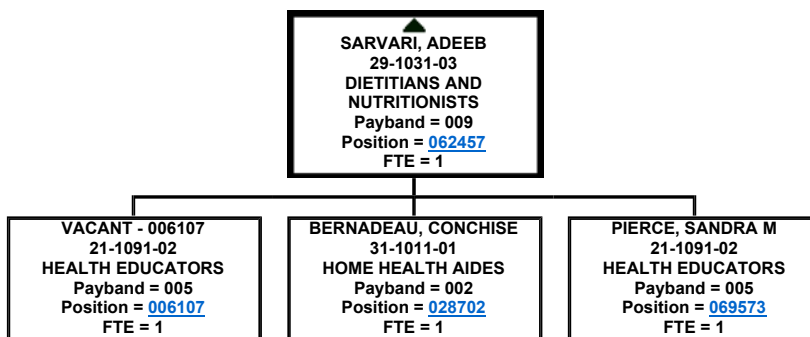 SARVARI, ADEEB
29-1031-03
DIETITIANS AND
NUTRITIONISTS
Payband = 009
Position = 062457
FTE = 1
VACANT - 006107
21-1091-02
HEALTH EDUCATORS
Payband = 005
Position = 006107
FTE = 1
BERNADEAU, CONCHISE
31-1011-01
HOME HEALTH AIDES
Payband = 002
Position = 028702
FTE = 1
PIERCE, SANDRA M
21-1091-02
HEALTH EDUCATORS
Payband = 005
Position = 069573
FTE = 1